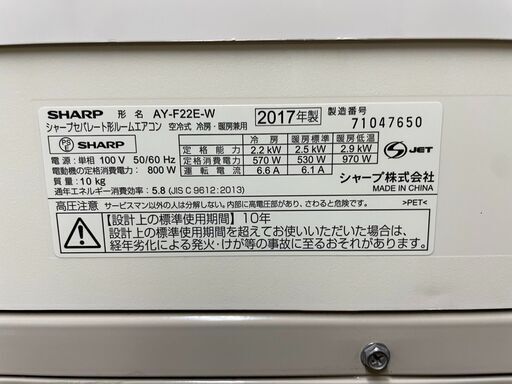 SHARP 形 名 AY-F22E-W 2017年製 製造番号
シャープセパレート形ルームエアコン 空冷式 冷房・暖房兼用 71047650
PS E SHARP
冷 房 暖房標準 暖房低温
定 格 能 力 2.2 kW 2.5 kW 2.9 kW
電源:単相 100 V 50/60 Hz 定格消費電力 570 W 530 W 970 W
電動機の定格消費電力: 800 W 運 転 電 流 6.6 A 6.1 A
S JET
質量:10 kg
シャープ株式会社
通年エネルギー消費効率: 5.8 (JIS C 9612:2013)
MADE IN CHINA
高圧注意 サービスマン以外の人は分解しない。内部に高電圧部があり、さわると危険です。 >PET<
【設計上の標準使用期間】10年
設計上の標準使用期間を超えてお使いいただいた場合は、
経年劣化による発火・けが等の事故に至るおそれがあります。